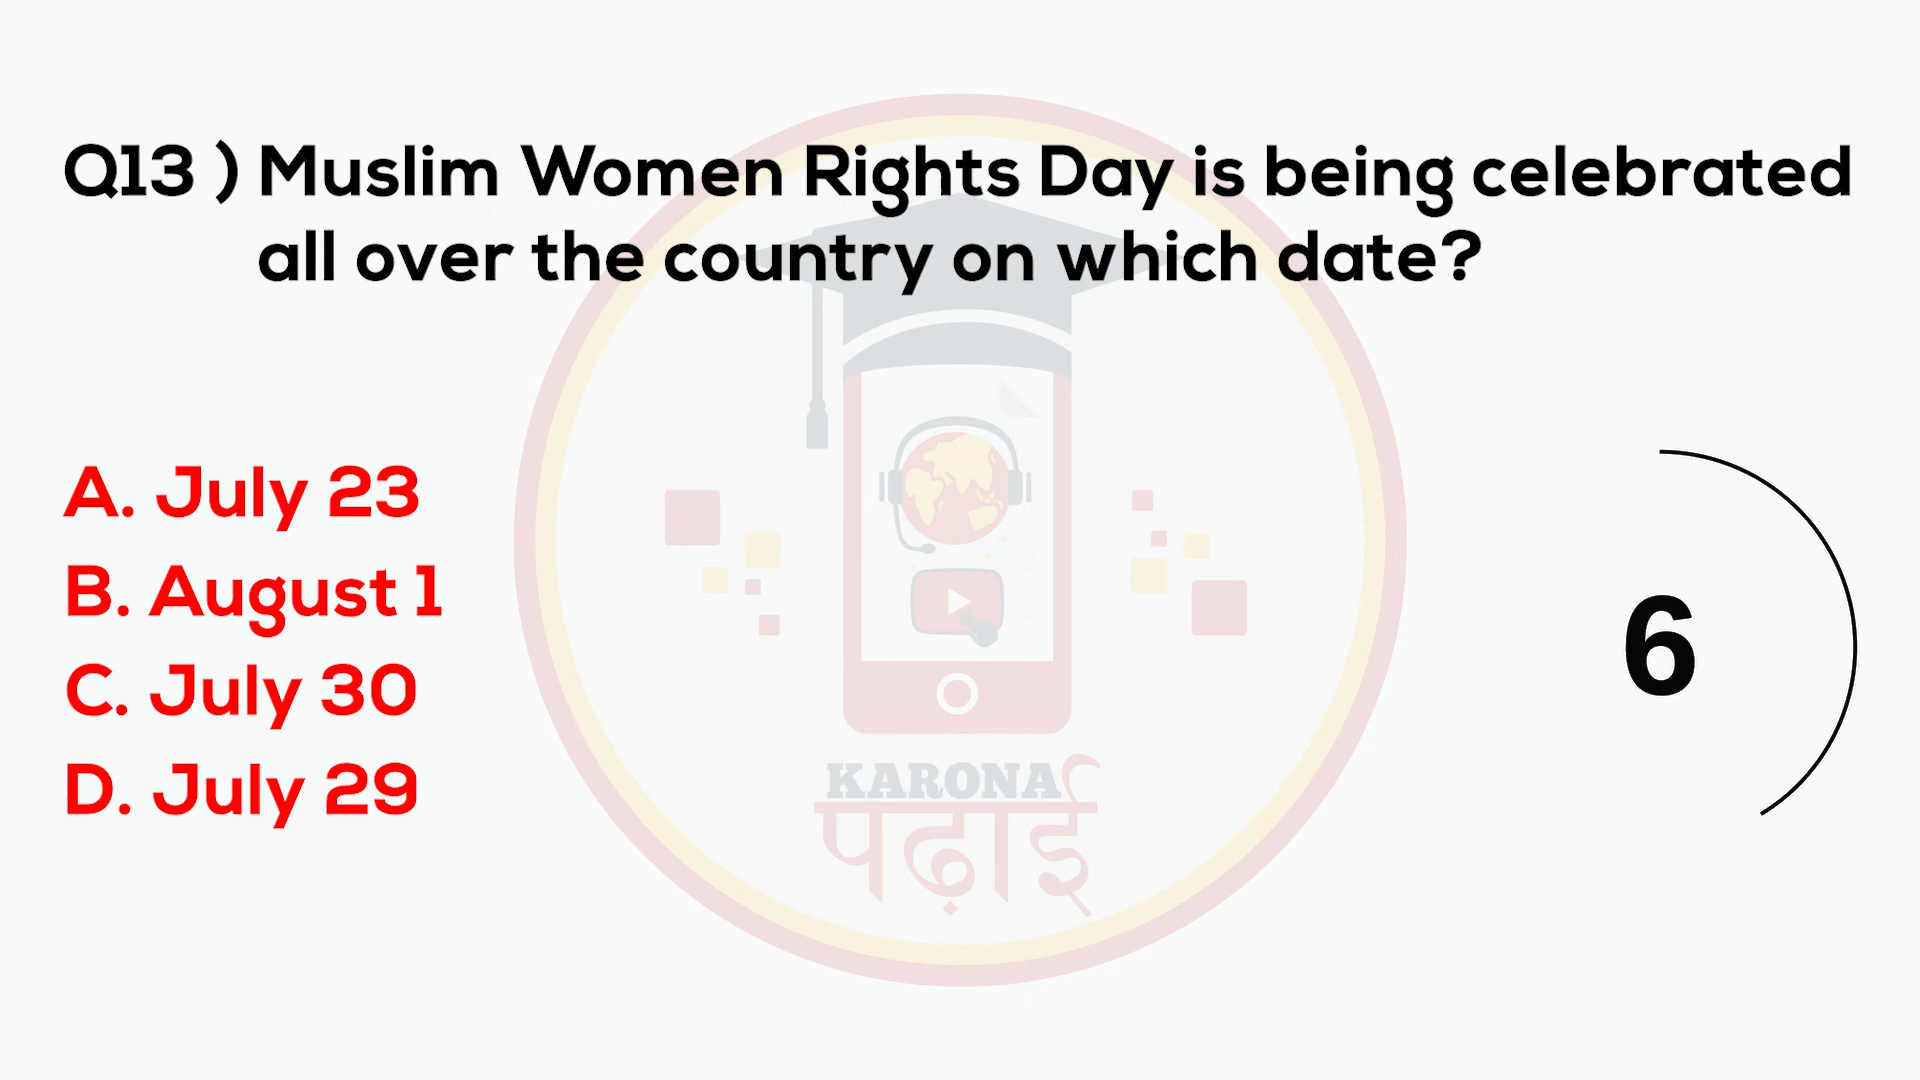 Q13 ) Muslim Women Rights Day is being celebrated
all over the country on which date?
A. July 23
B. August 1
C. July 30
D. July 29
6
KARONA
पढ़ाई